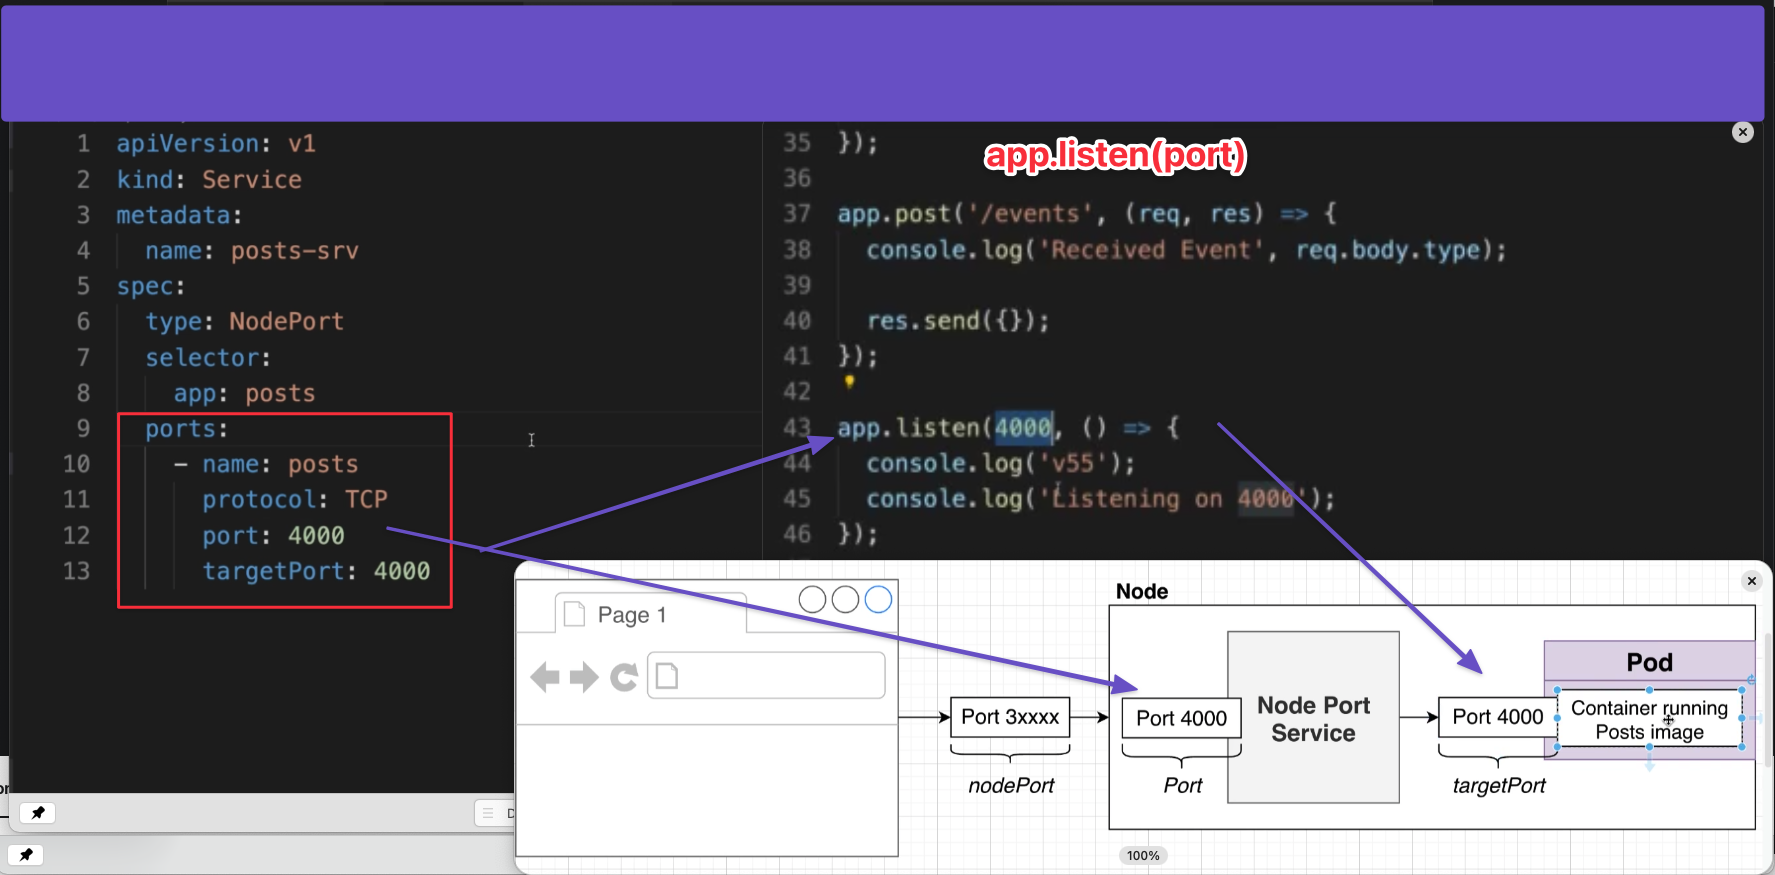 1 apiVersion: v1
2 kind: Service
3 metadata:
4 name: posts-srv
5 spec:
6 type: NodePort
7 selector:
8 app: posts
9 ports:
10 - name: posts
11 protocol: TCP
12 port: 4000
13 targetPort: 4000
app.listen(port)
35 });
36
37 app.post('/events', (req, res) => {
38 console.log('Received Event', req.body.type);
39
40 res.send({});
41 });
42
43 app.listen(4000, () => {
44 console.log('v55');
45 console.log('Listening on 4000');
46 });
Page 1
Node
Port 3xxxx
nodePort
Port 4000
Port
Node Port
Service
Port 4000
targetPort
Pod
Container running
Posts image
100%